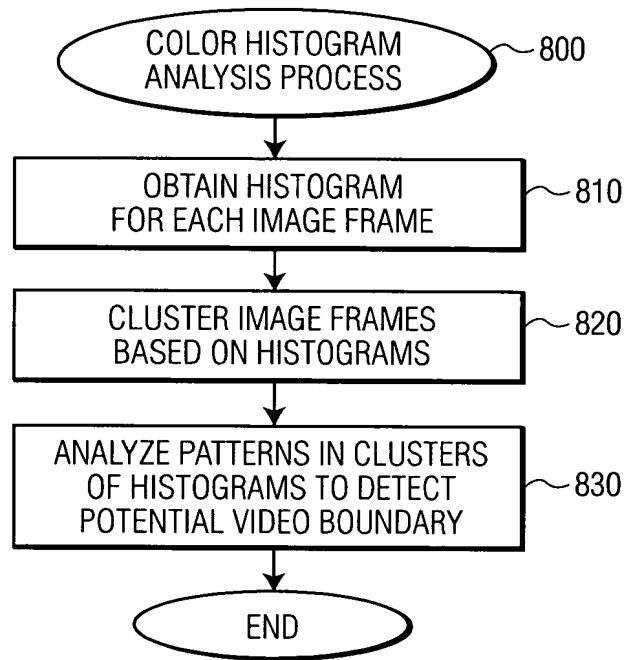 COLOR HISTOGRAM
ANALYSIS PROCESS
800
OBTAIN HISTOGRAM
FOR EACH IMAGE FRAME
810
CLUSTER IMAGE FRAMES
BASED ON HISTOGRAMS
820
ANALYZE PATTERNS IN CLUSTERS
OF HISTOGRAMS TO DETECT
POTENTIAL VIDEO BOUNDARY
830
END